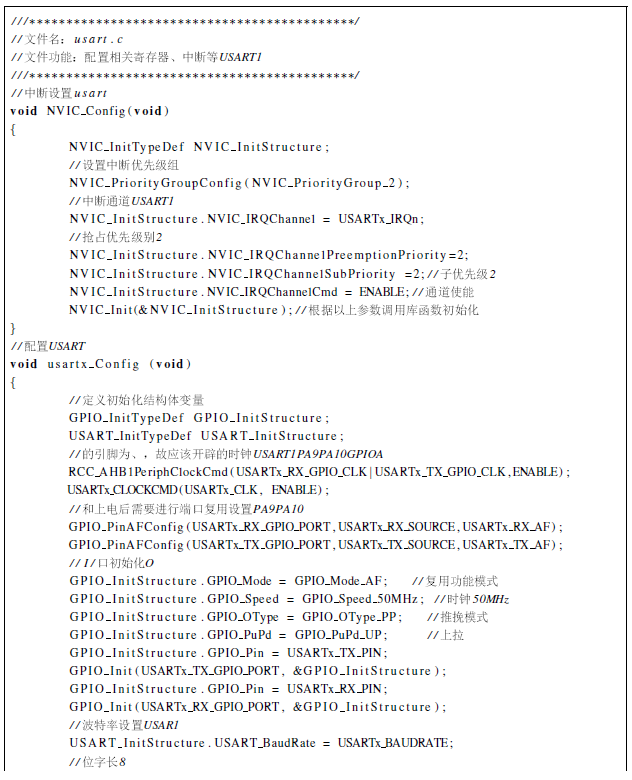 ///********************************************/
//文件名：usart.c
//文件功能：配置相关寄存器、中断等USART1
///********************************************/
//中断设置usart
void NVIC_Config(void)
{
NVIC_InitTypeDef NVIC_InitStructure;
//设置中断优先级组
NVIC_PriorityGroupConfig(NVIC_PriorityGroup_2);
//中断通道USART1
NVIC_InitStructure.NVIC_IRQChannel = USARTx_IRQn;
//抢占优先级别2
NVIC_InitStructure.NVIC_IRQChannelPreemptionPriority=2;
NVIC_InitStructure.NVIC_IRQChannelSubPriority =2;//子优先级2
NVIC_InitStructure.NVIC_IRQChannelCmd = ENABLE;//通道使能
NVIC_Init(&NVIC_InitStructure);//根据以上参数调用库函数初始化
}
//配置USART
void usartx_Config (void)
{
//定义初始化结构体变量
GPIO_InitTypeDef GPIO_InitStructure;
USART_InitTypeDef USART_InitStructure;
//的引脚为、，故应该开辟的时钟USART1PA9PA10GPIOA
RCC_AHB1PeriphClockCmd(USARTx_RX_GPIO_CLK|USARTx_TX_GPIO_CLK,ENABLE);
USARTx_CLOCKCMD(USARTx_CLK, ENABLE);
//和上电后需要进行端口复用设置PA9PA10
GPIO_PinAFConfig(USARTx_RX_GPIO_PORT,USARTx_RX_SOURCE,USARTx_RX_AF);
GPIO_PinAFConfig(USARTx_TX_GPIO_PORT,USARTx_TX_SOURCE,USARTx_TX_AF);
//1/口初始化O
GPIO_InitStructure.GPIO_Mode = GPIO_Mode_AF; //复用功能模式
GPIO_InitStructure.GPIO_Speed = GPIO_Speed_50MHz; //时钟50MHz
GPIO_InitStructure.GPIO_OType = GPIO_OType_PP; //推挽模式
GPIO_InitStructure.GPIO_PuPd = GPIO_PuPd_UP; //上拉
GPIO_InitStructure.GPIO_Pin = USARTx_TX_PIN;
GPIO_Init(USARTx_TX_GPIO_PORT, &GPIO_InitStructure);
GPIO_InitStructure.GPIO_Pin = USARTx_RX_PIN;
GPIO_Init(USARTx_RX_GPIO_PORT, &GPIO_InitStructure);
//波特率设置USAR1
USART_InitStructure.USART_BaudRate = USARTx_BAUDRATE;
//位字长8